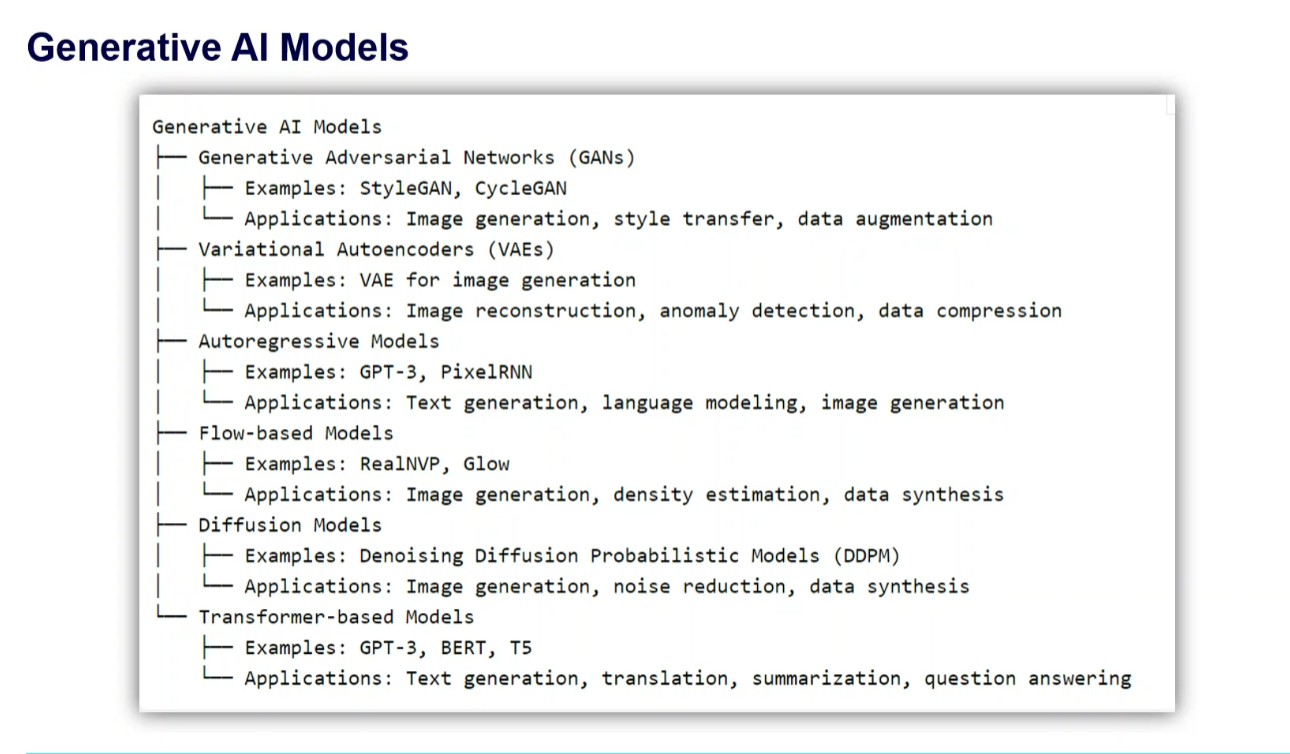 Generative AI Models
Generative AI Models
├── Generative Adversarial Networks (GANs)
│   ├── Examples: StyleGAN, CycleGAN
│   └── Applications: Image generation, style transfer, data augmentation
├── Variational Autoencoders (VAEs)
│   ├── Examples: VAE for image generation
│   └── Applications: Image reconstruction, anomaly detection, data compression
├── Autoregressive Models
│   ├── Examples: GPT-3, PixelRNN
│   └── Applications: Text generation, language modeling, image generation
├── Flow-based Models
│   ├── Examples: RealNVP, Glow
│   └── Applications: Image generation, density estimation, data synthesis
├── Diffusion Models
│   ├── Examples: Denoising Diffusion Probabilistic Models (DDPM)
│   └── Applications: Image generation, noise reduction, data synthesis
└── Transformer-based Models
    ├── Examples: GPT-3, BERT, T5
    └── Applications: Text generation, translation, summarization, question answering